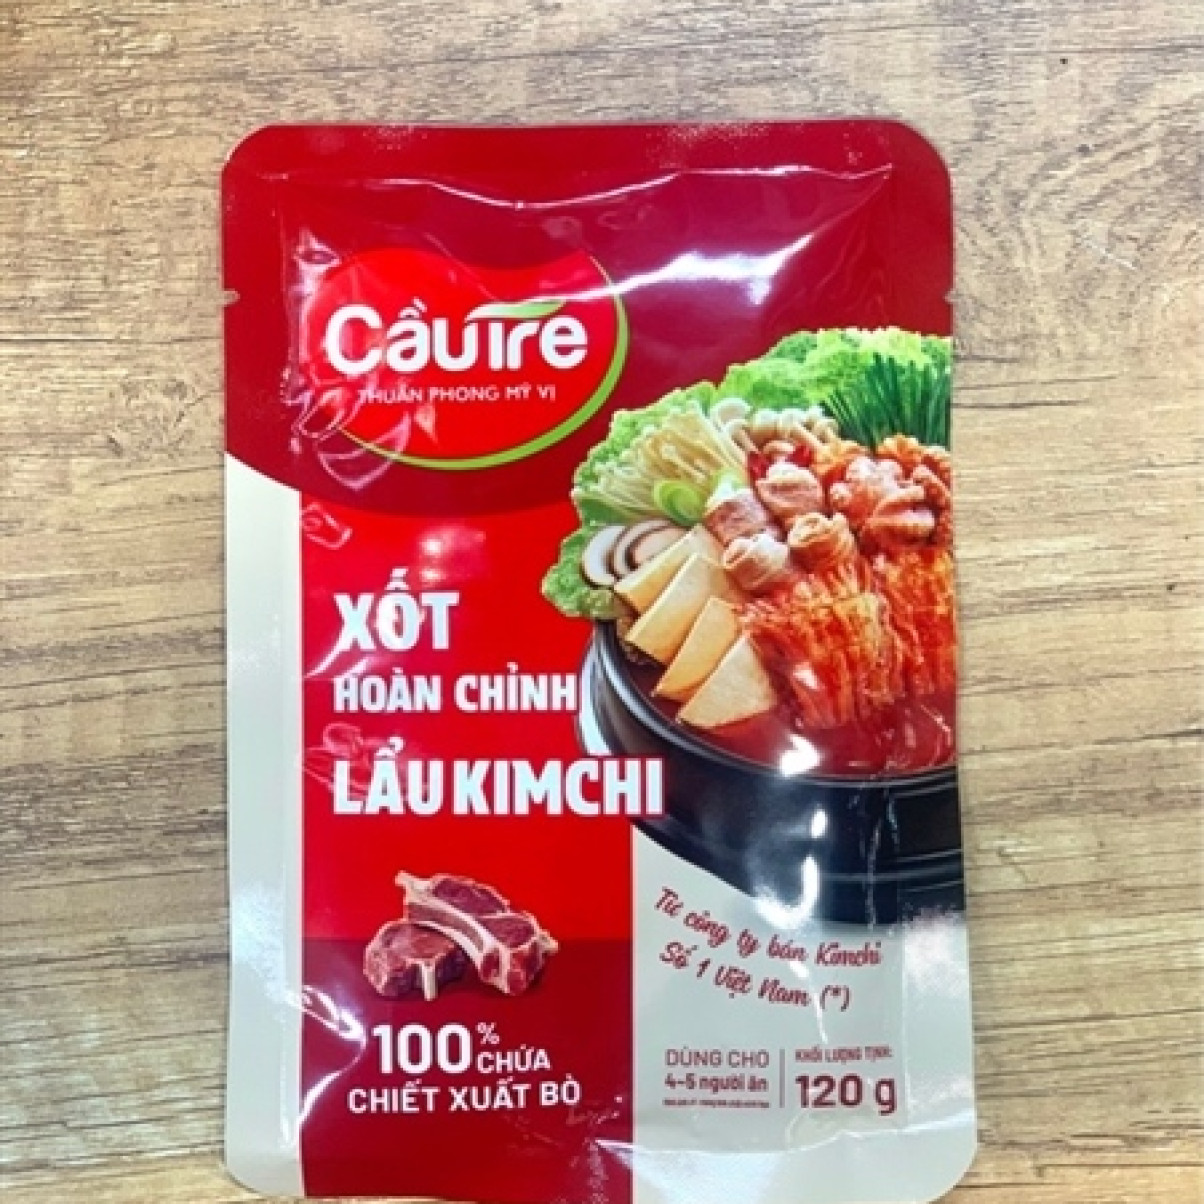 Cầu Tre
THUẦN PHONG MỸ VỊ
XỐT
HOÀN CHỈNH
LẨU KIMCHI
Từ công ty bán Kimchi
Số 1 Việt Nam (*)
100% CHỨA
CHIẾT XUẤT BÒ
DÙNG CHO
4-5 người ăn
KHỐI LƯỢNG TỊNH:
120 g